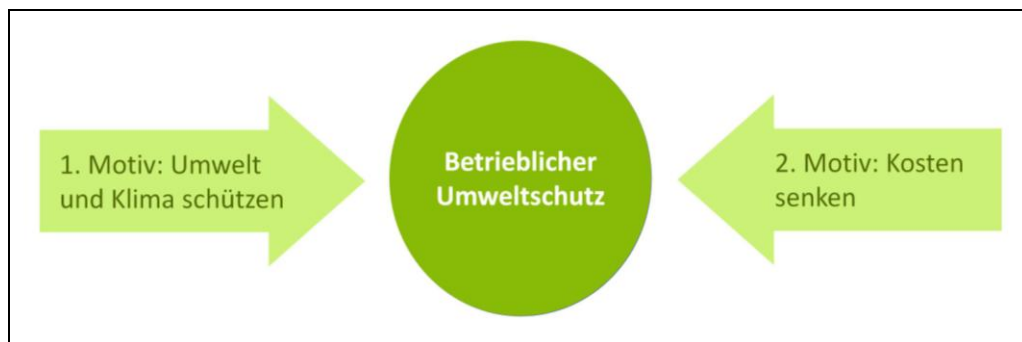 1. Motiv: Umwelt
und Klima schützen
Betrieblicher
Umweltschutz
2. Motiv: Kosten
senken